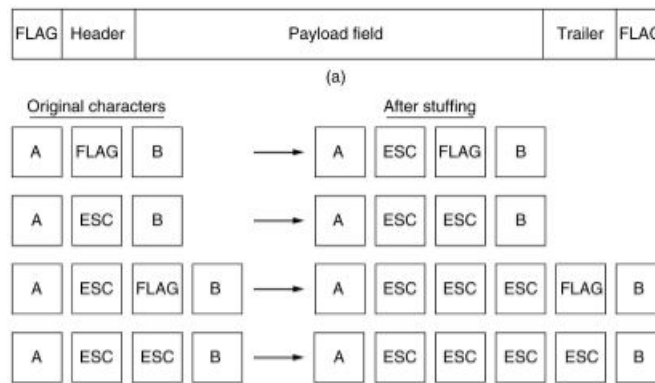 FLAG Header Payload field Trailer FLAG
(a)
Original characters After stuffing
A FLAG B A ESC FLAG B
A ESC B A ESC ESC B
A ESC FLAG B A ESC ESC ESC FLAG B
A ESC ESC B A ESC ESC ESC ESC B